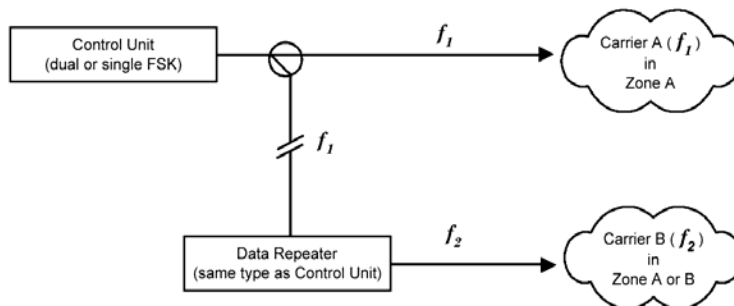 Control Unit
(dual or single FSK)
f1
Carrier A (f1)
in
Zone A
f1
Data Repeater
(same type as Control Unit)
f2
Carrier B (f2)
in
Zone A or B